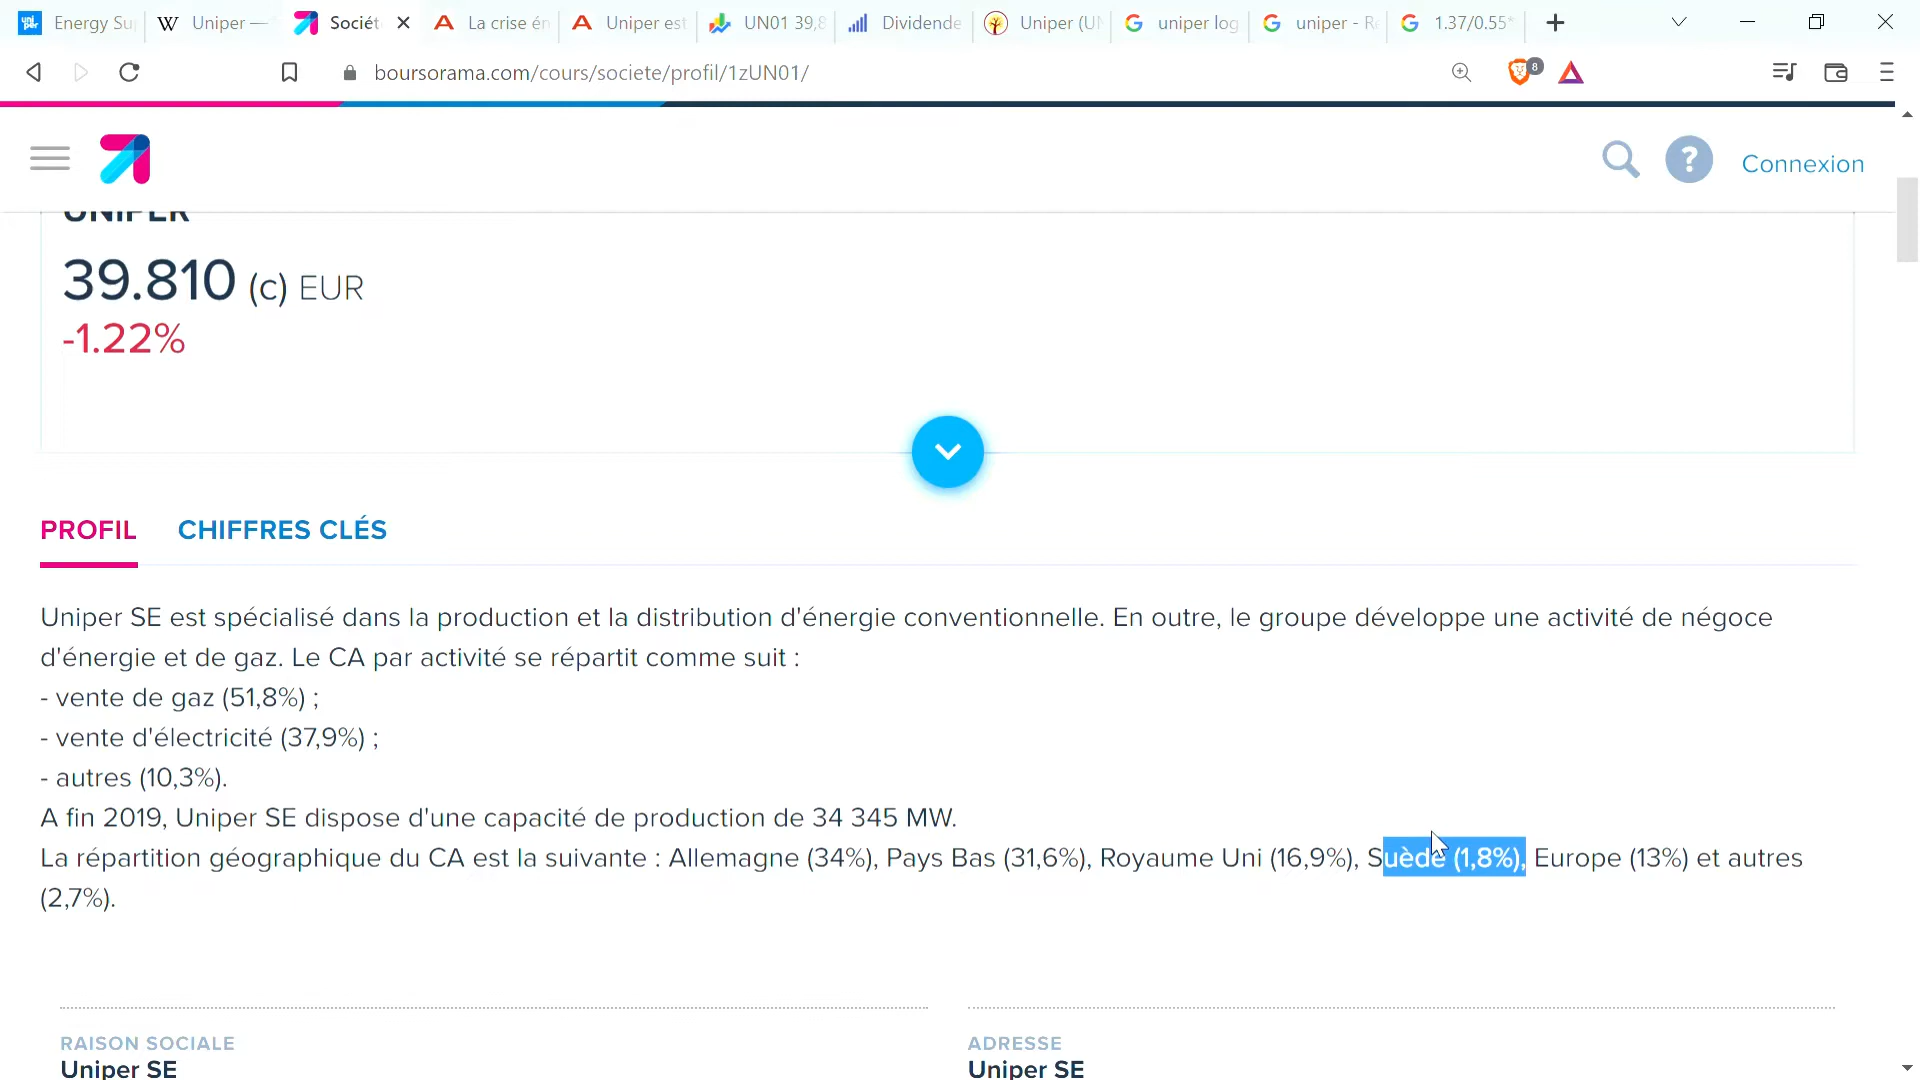 Energy Su
Uniper —
Sociét
La crise én
Uniper est
UN01 39,8
Dividende
Uniper (UN
uniper log
uniper - Re
1.37/0.55*
boursorama.com/cours/societe/profil/1zUN01/
8
Connexion
UNIPER
39.810 (c) EUR
-1.22%
PROFIL CHIFFRES CLÉS
Uniper SE est spécialisé dans la production et la distribution d'énergie conventionnelle. En outre, le groupe développe une activité de négoce
d'énergie et de gaz. Le CA par activité se répartit comme suit :
- vente de gaz (51,8%) ;
- vente d'électricité (37,9%) ;
- autres (10,3%).
A fin 2019, Uniper SE dispose d'une capacité de production de 34 345 MW.
La répartition géographique du CA est la suivante : Allemagne (34%), Pays Bas (31,6%), Royaume Uni (16,9%), Suède (1,8%), Europe (13%) et autres
(2,7%).
RAISON SOCIALE
Uniper SE
ADRESSE
Uniper SE